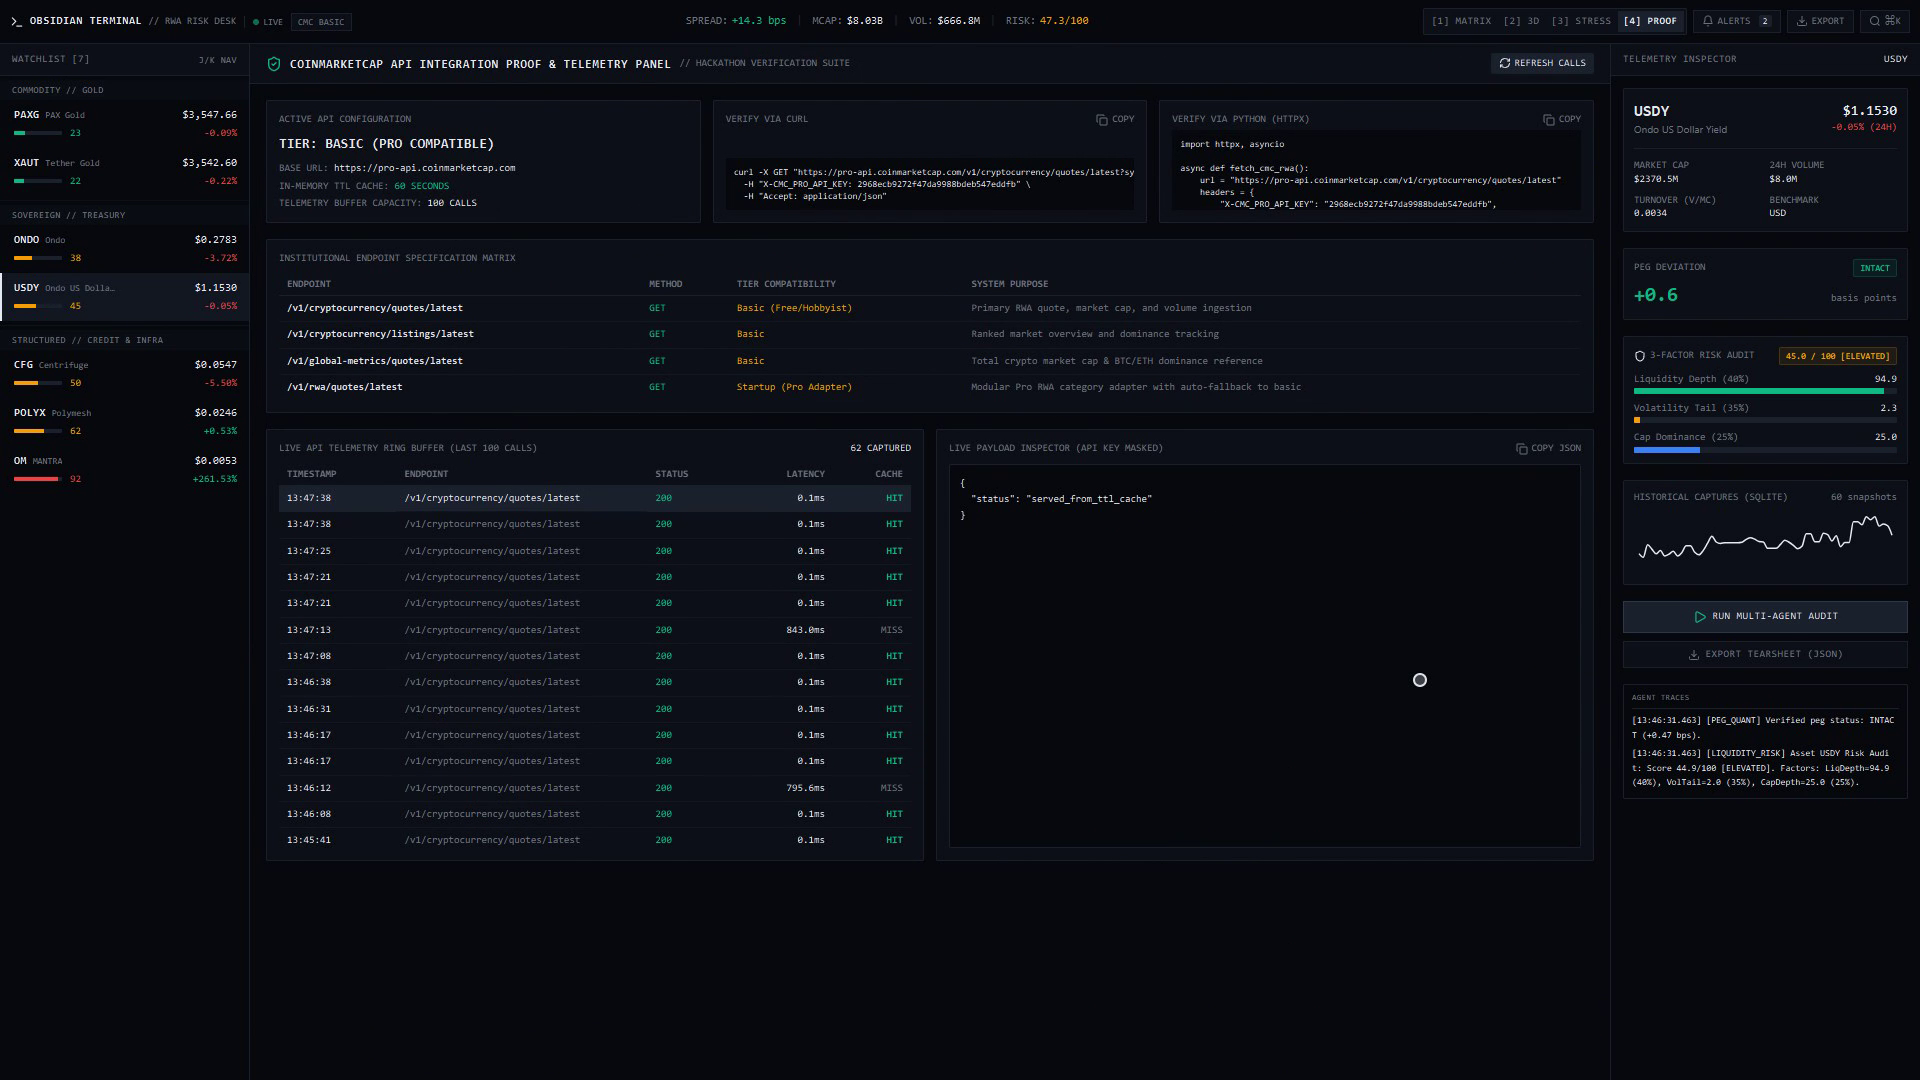 OBSIDIAN TERMINAL // RWA RISK DESK LIVE CMC BASIC
SPREAD: +14.3 bps MCAP: $8.03B VOL: $666.8M RISK: 47.3/100
[1] MATRIX [2] 3D [3] STRESS [4] PROOF ALERTS 2 EXPORT ⌘K
WATCHLIST [7] J/K NAV
COMMODITY // GOLD
PAXG PAX Gold $3,547.66
23 -0.09%
XAUT Tether Gold $3,542.60
22 -0.22%
SOVEREIGN // TREASURY
ONDO Ondo $0.2783
38 -3.72%
USDY Ondo US Dolla… $1.1530
45 -0.05%
STRUCTURED // CREDIT & INFRA
CFG Centrifuge $0.0547
50 -5.50%
POLYX Polymesh $0.0246
62 +0.53%
OM MANTRA $0.0053
92 +261.53%
COINMARKETCAP API INTEGRATION PROOF & TELEMETRY PANEL // HACKATHON VERIFICATION SUITE REFRESH CALLS
ACTIVE API CONFIGURATION
TIER: BASIC (PRO COMPATIBLE)
BASE URL: https://pro-api.coinmarketcap.com
IN-MEMORY TTL CACHE: 60 SECONDS
TELEMETRY BUFFER CAPACITY: 100 CALLS
VERIFY VIA CURL COPY
curl -X GET "https://pro-api.coinmarketcap.com/v1/cryptocurrency/quotes/latest?sy
-H "X-CMC_PRO_API_KEY: 2968ecb9272f47da9988bdeb547eddfb" \
-H "Accept: application/json"
VERIFY VIA PYTHON (HTTPX) COPY
import httpx, asyncio
async def fetch_cmc_rwa():
url = "https://pro-api.coinmarketcap.com/v1/cryptocurrency/quotes/latest"
headers = {
"X-CMC_PRO_API_KEY": "2968ecb9272f47da9988bdeb547eddfb",
INSTITUTIONAL ENDPOINT SPECIFICATION MATRIX
ENDPOINT METHOD TIER COMPATIBILITY SYSTEM PURPOSE
/v1/cryptocurrency/quotes/latest GET Basic (Free/Hobbyist) Primary RWA quote, market cap, and volume ingestion
/v1/cryptocurrency/listings/latest GET Basic Ranked market overview and dominance tracking
/v1/global-metrics/quotes/latest GET Basic Total crypto market cap & BTC/ETH dominance reference
/v1/rwa/quotes/latest GET Startup (Pro Adapter) Modular Pro RWA category adapter with auto-fallback to basic
LIVE API TELEMETRY RING BUFFER (LAST 100 CALLS) 62 CAPTURED
TIMESTAMP ENDPOINT STATUS LATENCY CACHE
13:47:38 /v1/cryptocurrency/quotes/latest 200 0.1ms HIT
13:47:38 /v1/cryptocurrency/quotes/latest 200 0.1ms HIT
13:47:25 /v1/cryptocurrency/quotes/latest 200 0.1ms HIT
13:47:21 /v1/cryptocurrency/quotes/latest 200 0.1ms HIT
13:47:21 /v1/cryptocurrency/quotes/latest 200 0.1ms HIT
13:47:13 /v1/cryptocurrency/quotes/latest 200 843.0ms MISS
13:47:08 /v1/cryptocurrency/quotes/latest 200 0.1ms HIT
13:46:38 /v1/cryptocurrency/quotes/latest 200 0.1ms HIT
13:46:31 /v1/cryptocurrency/quotes/latest 200 0.1ms HIT
13:46:17 /v1/cryptocurrency/quotes/latest 200 0.1ms HIT
13:46:17 /v1/cryptocurrency/quotes/latest 200 0.1ms HIT
13:46:12 /v1/cryptocurrency/quotes/latest 200 795.6ms MISS
13:46:08 /v1/cryptocurrency/quotes/latest 200 0.1ms HIT
13:45:41 /v1/cryptocurrency/quotes/latest 200 0.1ms HIT
LIVE PAYLOAD INSPECTOR (API KEY MASKED) COPY JSON
{
"status": "served_from_ttl_cache"
}
TELEMETRY INSPECTOR USDY
USDY $1.1530
Ondo US Dollar Yield -0.05% (24H)
MARKET CAP 24H VOLUME
$2370.5M $8.0M
TURNOVER (V/MC) BENCHMARK
0.0034 USD
PEG DEVIATION INTACT
+0.6 basis points
3-FACTOR RISK AUDIT 45.0 / 100 [ELEVATED]
Liquidity Depth (40%) 94.9
Volatility Tail (35%) 2.3
Cap Dominance (25%) 25.0
HISTORICAL CAPTURES (SQLITE) 60 snapshots
RUN MULTI-AGENT AUDIT
EXPORT TEARSHEET (JSON)
AGENT TRACES
[13:46:31.463] [PEG_QUANT] Verified peg status: INTAC
T (+0.47 bps).
[13:46:31.463] [LIQUIDITY_RISK] Asset USDY Risk Audi
t: Score 44.9/100 [ELEVATED]. Factors: LiqDepth=94.9
(40%), VolTail=2.0 (35%), CapDepth=25.0 (25%).